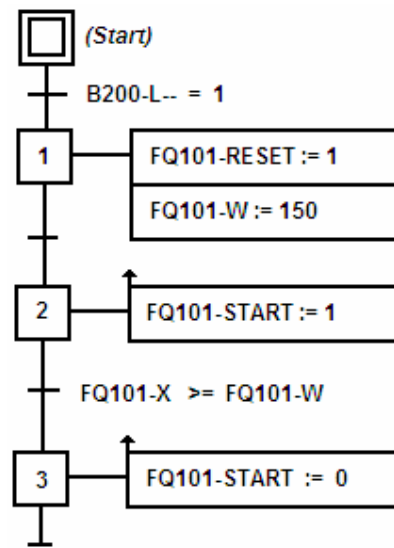 (Start)
B200-L-- = 1
1
FQ101-RESET := 1
FQ101-W := 150
2
FQ101-START := 1
FQ101-X >= FQ101-W
3
FQ101-START := 0